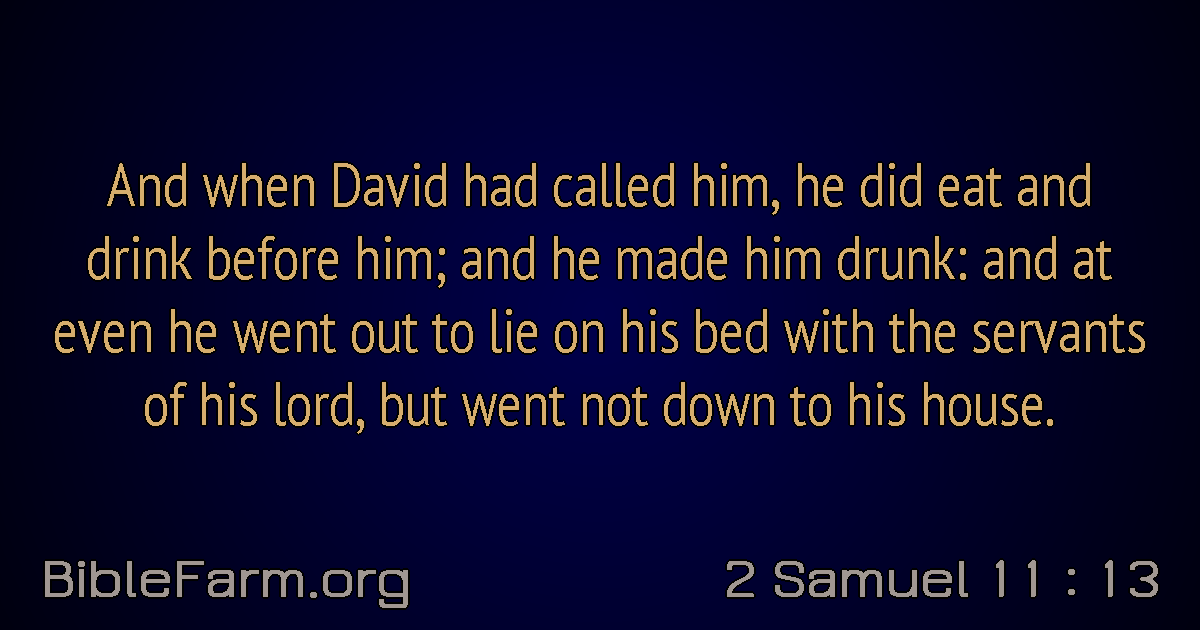 And when David had called him, he did eat and
drink before him; and he made him drunk: and at
even he went out to lie on his bed with the servants
of his lord, but went not down to his house.
BibleFarm.org
2 Samuel 11 : 13